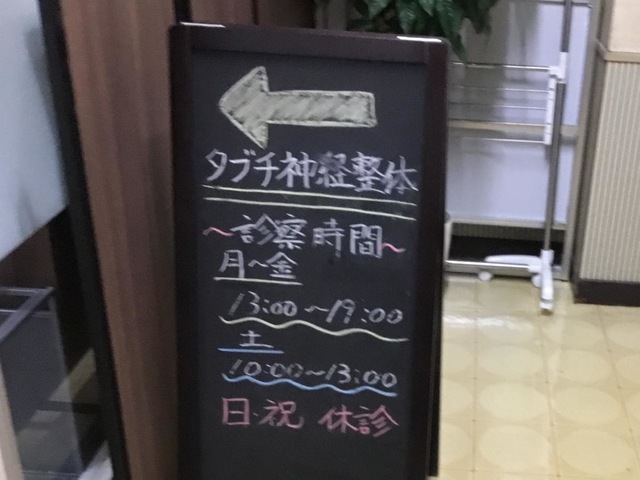 タブチ神経整体
～診察時間～
月～金
13:00～19:00
土
10:00～13:00
日・祝 休診